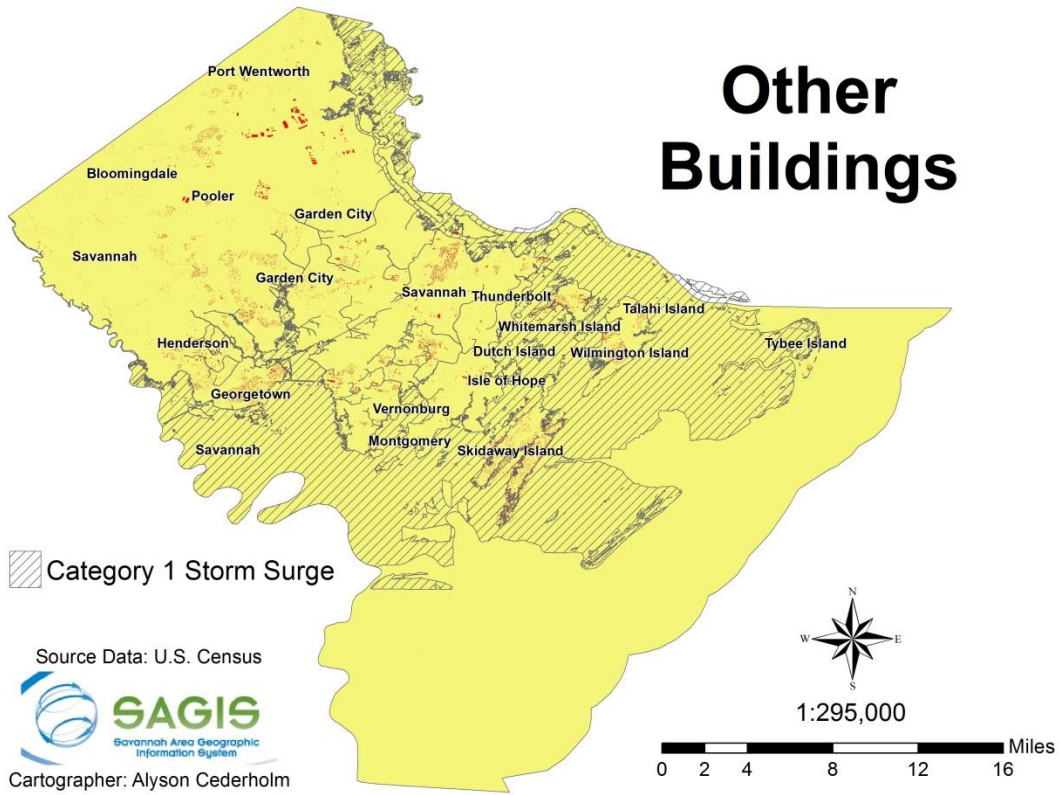 Other
Buildings
Port Wentworth
Bloomingdale
Pooler
Garden City
Savannah
Garden City
Savannah
Thunderbolt
Talahi Island
Whitemarsh Island
Henderson
Dutch Island
Wilmington Island
Tybee Island
Isle of Hope
Georgetown
Vernonburg
Montgomery
Savannah
Skidaway Island
Category 1 Storm Surge
Source Data: U.S. Census
SAGIS
Savannah Area Geographic
Information System
Cartographer: Alyson Cederholm
N
W
E
S
1:295,000
Miles
0 2 4 8 12 16